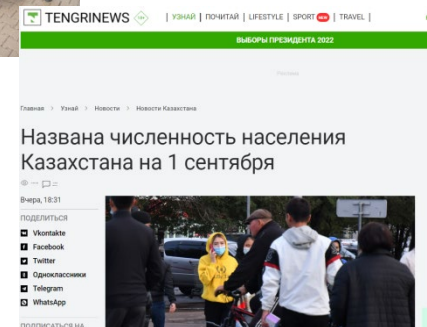 TENGRINEWS 18+ | УЗНАЙ | ПОЧИТАЙ | LIFESTYLE | SPORT NEW | TRAVEL |
ВЫБОРЫ ПРЕЗИДЕНТА 2022
Реклама
Главная > Узнай > Новости > Новости Казахстана
Названа численность населения
Казахстана на 1 сентября
Вчера, 18:31
ПОДЕЛИТЬСЯ
Vkontakte
Facebook
Twitter
Одноклассники
Telegram
WhatsApp
ПОДПИСАТЬСЯ НА